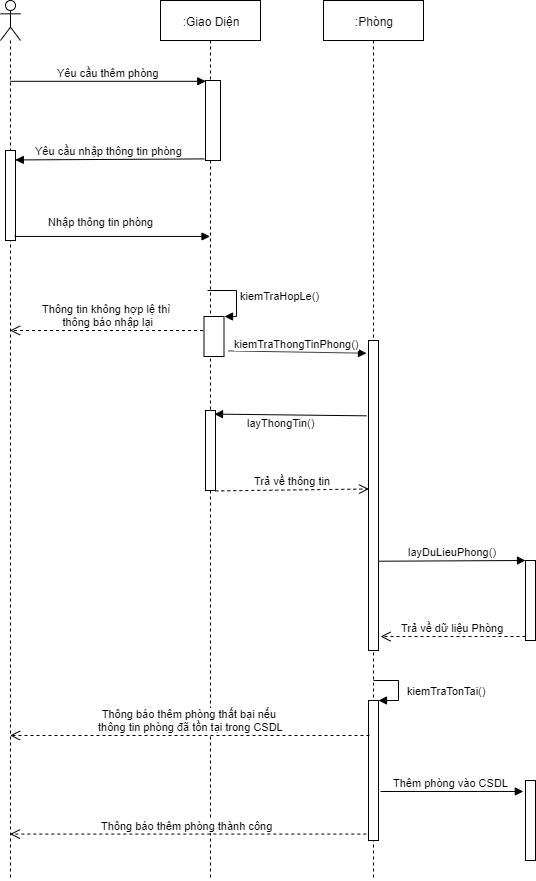 :Giao Diện
:Phòng
Yêu cầu thêm phòng
Yêu cầu nhập thông tin phòng
Nhập thông tin phòng
kiemTraHopLe()
Thông tin không hợp lệ thì
thông báo nhập lại
kiemTraThongTinPhong()
layThongTin()
Trả về thông tin
layDuLieuPhong()
Trả về dữ liệu Phòng
kiemTraTonTai()
Thông báo thêm phòng thất bại nếu
thông tin phòng đã tồn tại trong CSDL
Thêm phòng vào CSDL
Thông báo thêm phòng thành công